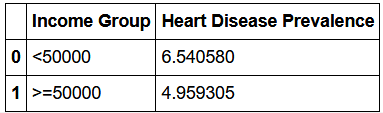 Income Group Heart Disease Prevalence
0 <50000 6.540580
1 >=50000 4.959305